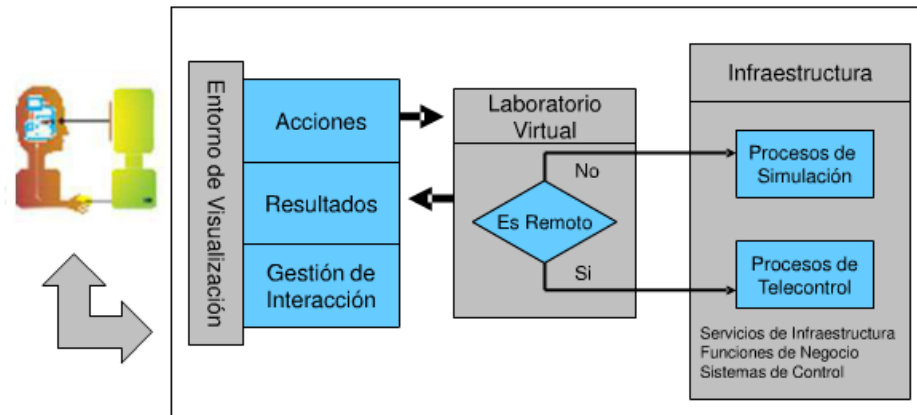 Entorno de Visualización
Acciones
Resultados
Gestión de
Interacción
Laboratorio
Virtual
No
Es Remoto
Si
Infraestructura
Procesos de
Simulación
Procesos de
Telecontrol
Servicios de Infraestructura
Funciones de Negocio
Sistemas de Control